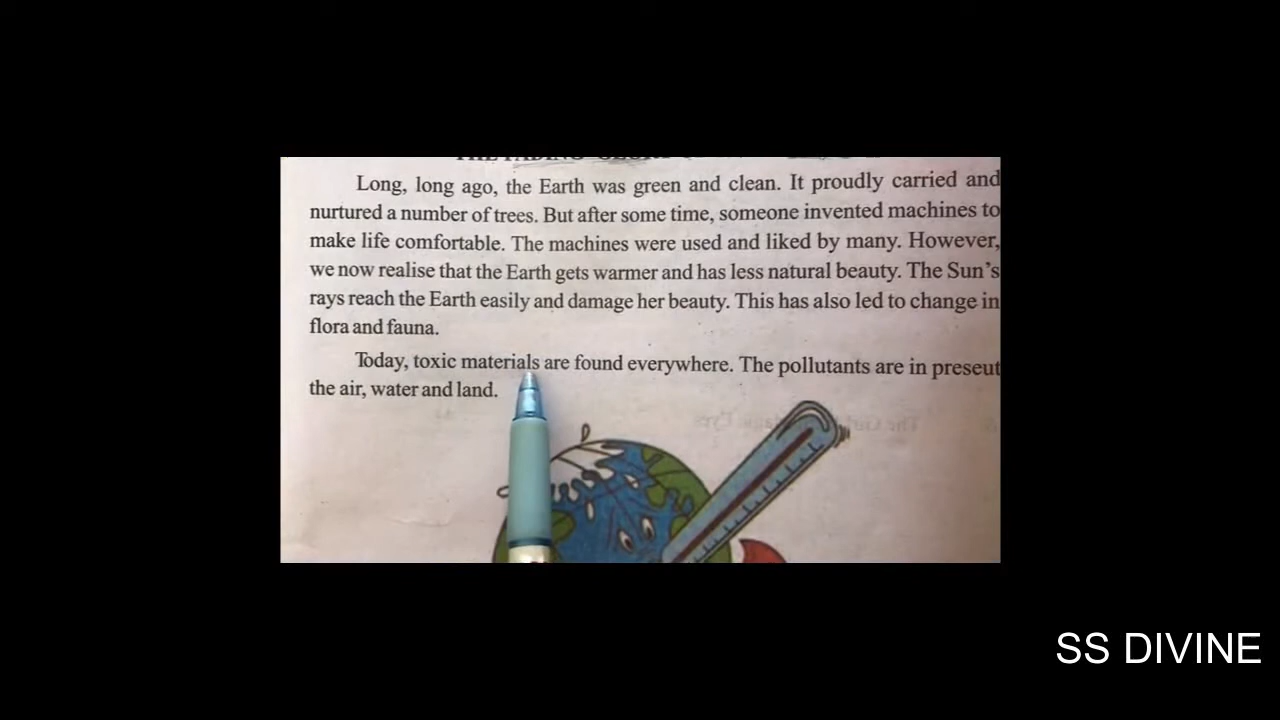 Long, long ago, the Earth was green and clean. It proudly carried and
nurtured a number of trees. But after some time, someone invented machines to
make life comfortable. The machines were used and liked by many. However,
we now realise that the Earth gets warmer and has less natural beauty. The Sun's
rays reach the Earth easily and damage her beauty. This has also led to change in
flora and fauna.
Today, toxic materials are found everywhere. The pollutants are in preseut
the air, water and land.
SS DIVINE